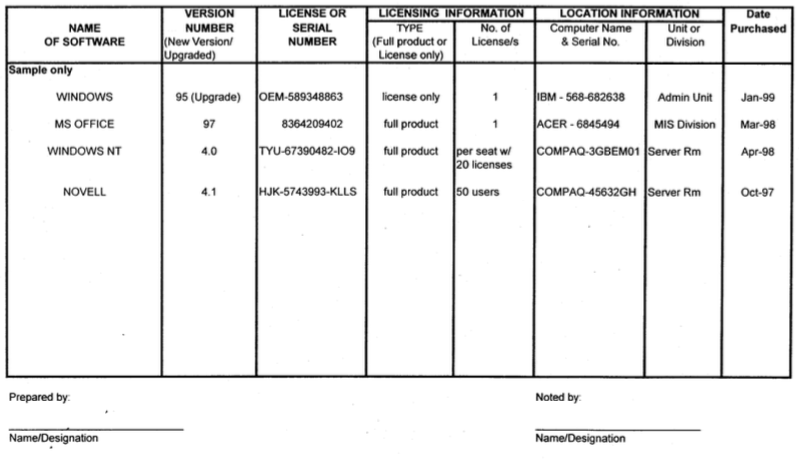 NAME
OF SOFTWARE
VERSION
NUMBER
(New Version/
Upgraded)
LICENSE OR
SERIAL
NUMBER
LICENSING INFORMATION
TYPE
(Full product or
License only)
No. of
License/s
LOCATION INFORMATION
Computer Name
& Serial No.
Unit or
Division
Date
Purchased
Sample only
WINDOWS 95 (Upgrade) OEM-589348863 license only 1 IBM - 568-682638 Admin Unit Jan-99
MS OFFICE 97 8364209402 full product 1 ACER - 6845494 MIS Division Mar-98
WINDOWS NT 4.0 TYU-67390482-IO9 full product per seat w/ COMPAQ-3GBEM01 Server Rm Apr-98
20 licenses
NOVELL 4.1 HJK-5743993-KLLS full product 50 users COMPAQ-45632GH Server Rm Oct-97
Prepared by: Noted by:
Name/Designation Name/Designation